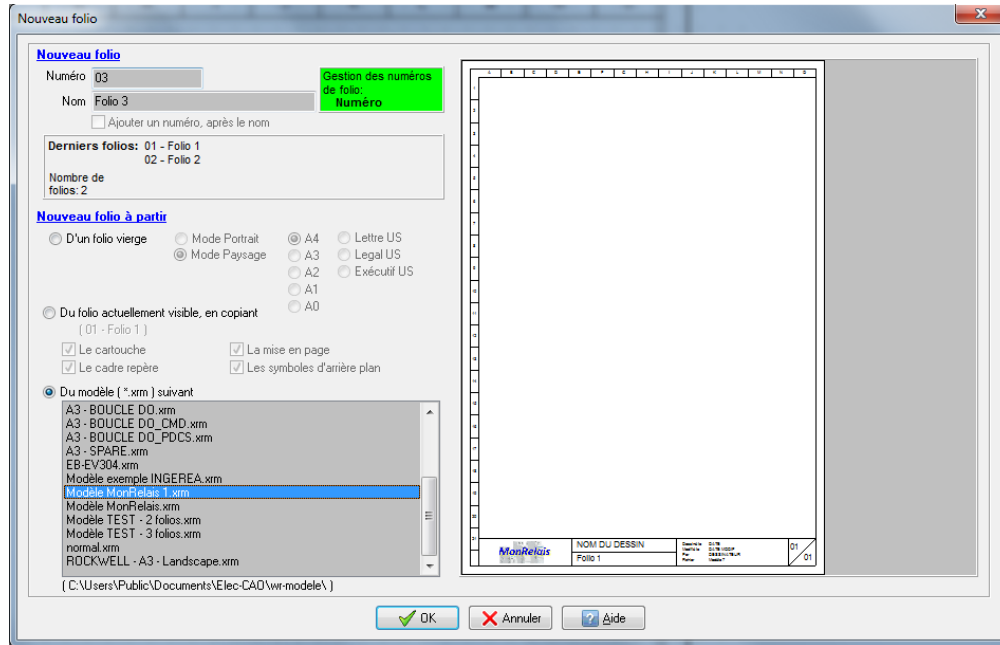 Nouveau folio
Nouveau folio
Numéro 03
Gestion des numéros
de folio:
Numéro
Nom Folio 3
Ajouter un numéro, après le nom
Derniers folios: 01 - Folio 1
02 - Folio 2
Nombre de
folios: 2
Nouveau folio à partir
D'un folio vierge
Mode Portrait
Mode Paysage
A4
A3
A2
A1
A0
Lettre US
Legal US
Exécutif US
Du folio actuellement visible, en copiant
( 01 - Folio 1 )
Le cartouche
La mise en page
Le cadre repère
Les symboles d'arrière plan
Du modèle ( *.xrm ) suivant
A3 - BOUCLE DO.xrm
A3 - BOUCLE DO_CMD.xrm
A3 - BOUCLE DO_PDCS.xrm
A3 - SPARE.xrm
EB-EV304.xrm
Modèle exemple INGEREA.xrm
Modèle MonRelais 1.xrm
Modèle MonRelais.xrm
Modèle TEST - 2 folios.xrm
Modèle TEST - 3 folios.xrm
normal.xrm
ROCKWELL - A3 - Landscape.xrm
( C:\Users\Public\Documents\Elec-CAO\wr-modele\ )
MonRelais
NOM DU DESSIN
Folio 1
01
01
OK
Annuler
Aide